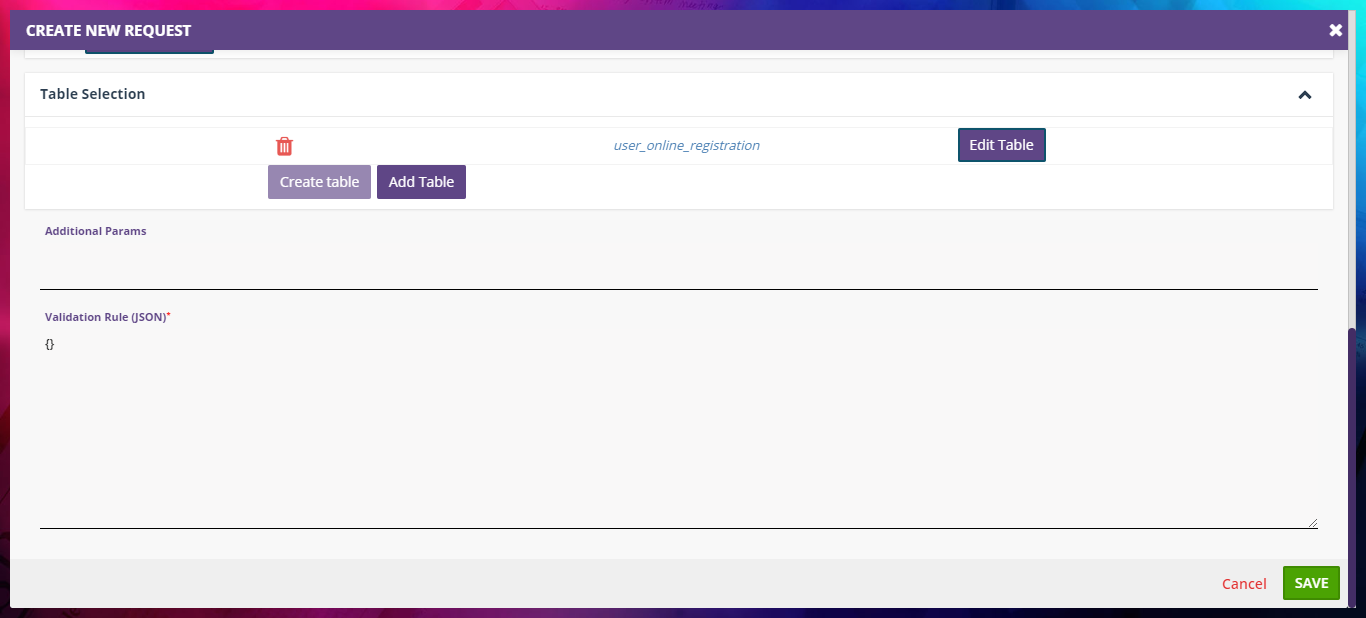 CREATE NEW REQUEST
Table Selection
user_online_registration
Edit Table
Create table
Add Table
Additional Params
Validation Rule (JSON)*
{}
Cancel
SAVE